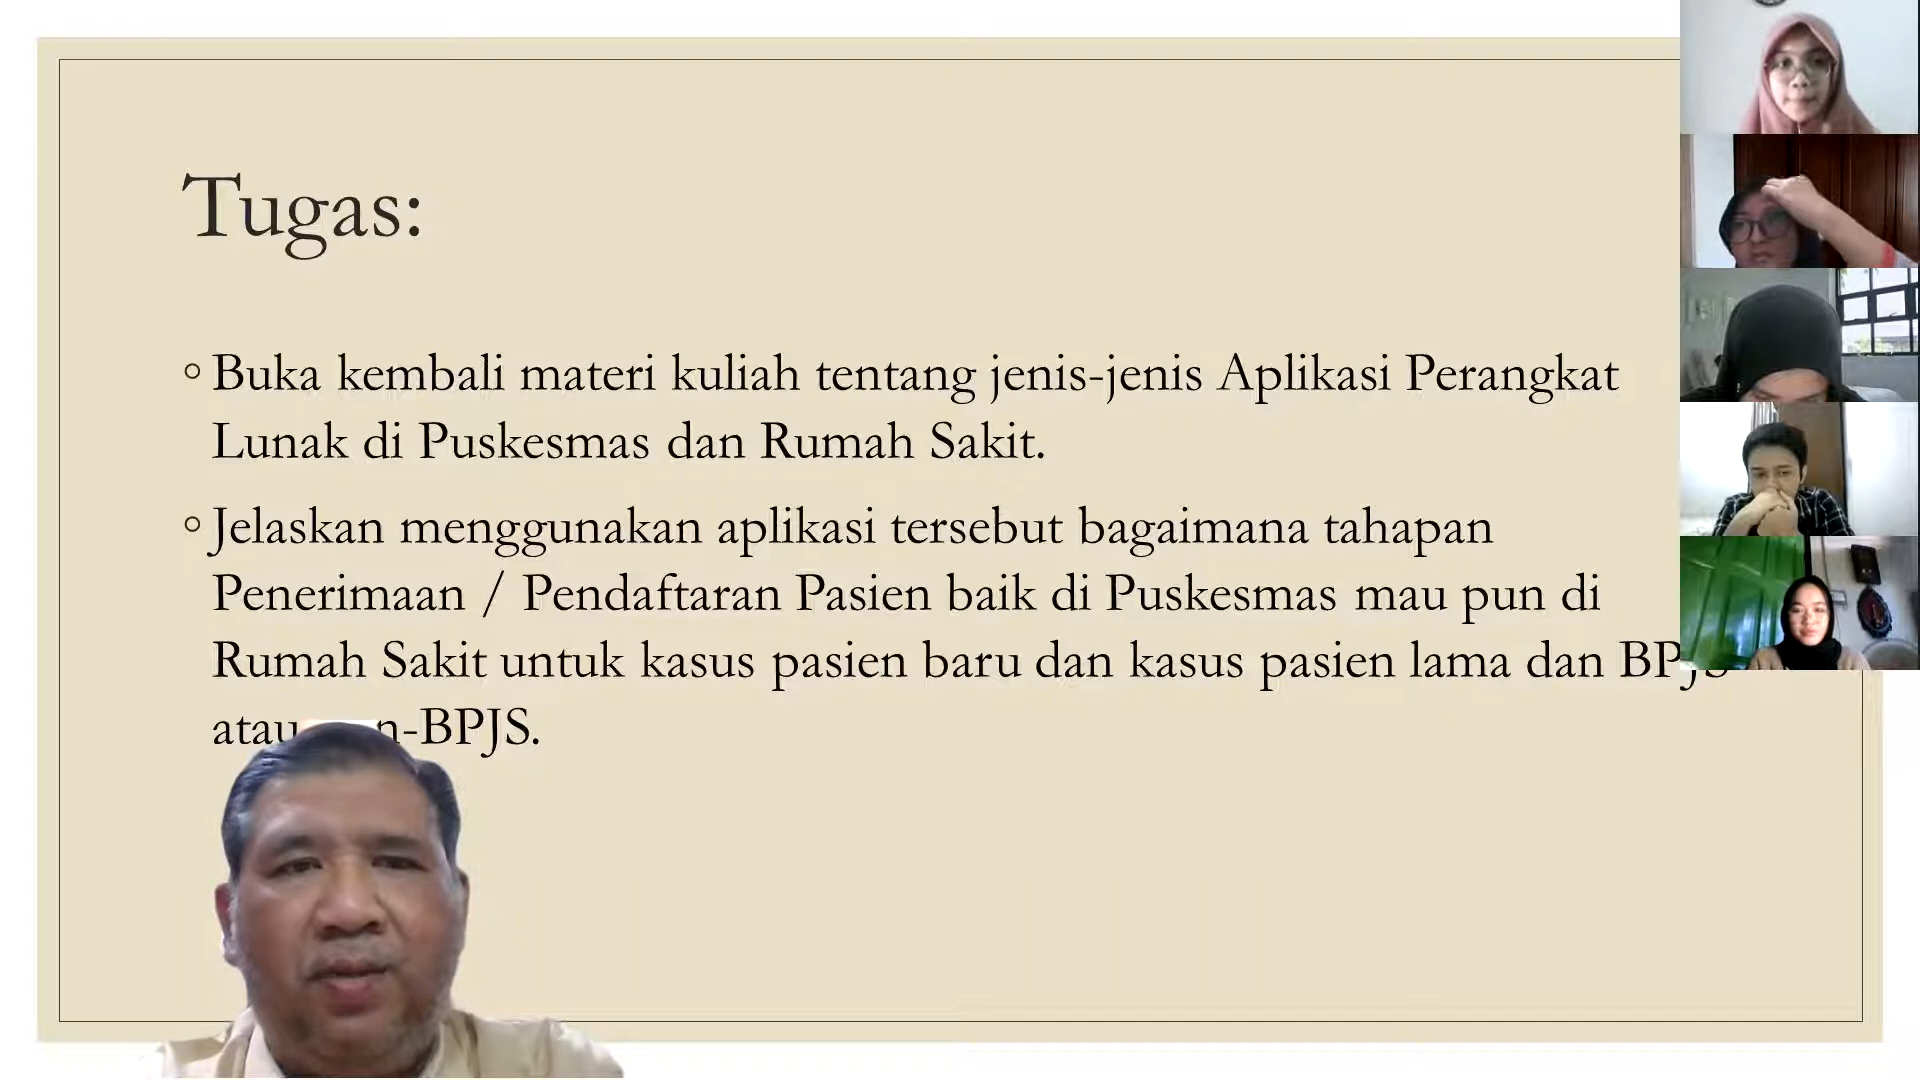 Tugas:
◦ Buka kembali materi kuliah tentang jenis-jenis Aplikasi Perangkat
Lunak di Puskesmas dan Rumah Sakit.
◦ Jelaskan menggunakan aplikasi tersebut bagaimana tahapan
Penerimaan / Pendaftaran Pasien baik di Puskesmas mau pun di
Rumah Sakit untuk kasus pasien baru dan kasus pasien lama dan BPJS
atau n-BPJS.